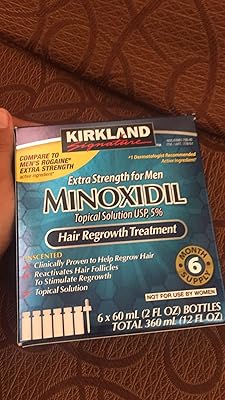 KIRKLAND
Signature
COMPARE TO
MEN'S ROGAINE®
EXTRA STRENGTH
active ingredient*
#1 Dermatologist Recommended
Active Ingredient†
Extra Strength for Men
MINOXIDIL
Topical Solution USP, 5%
Hair Regrowth Treatment
UNSCENTED
Clinically Proven to Help Regrow Hair
Reactivates Hair Follicles
To Stimulate Regrowth
Topical Solution
6
MONTH
SUPPLY
NOT FOR USE BY WOMEN
6 x 60 mL (2 FL OZ) BOTTLES
TOTAL 360 mL (12 FL OZ)